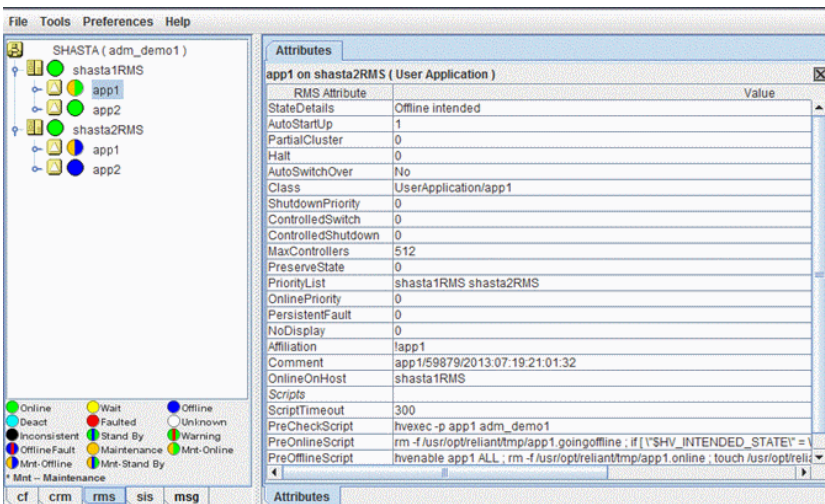 File Tools Preferences Help
SHASTA ( adm_demo1 )
shasta1RMS
app1
app2
shasta2RMS
app1
app2
Online Wait Offline
Deact Faulted Unknown
Inconsistent Stand By Warning
OfflineFault Maintenance Mnt-Online
Mnt-Offline Mnt-Stand By
* Mnt -- Maintenance
cf crm rms sis msg
Attributes
app1 on shasta2RMS ( User Application )
RMS Attribute Value
StateDetails Offline intended
AutoStartUp 1
PartialCluster 0
Halt 0
AutoSwitchOver No
Class UserApplication/app1
ShutdownPriority 0
ControlledSwitch 0
ControlledShutdown 0
MaxControllers 512
PreserveState 0
PriorityList shasta1RMS shasta2RMS
OnlinePriority 0
PersistentFault 0
NoDisplay 0
Affiliation !app1
Comment app1/59879/2013:07:19:21:01:32
OnlineOnHost shasta1RMS
Scripts
ScriptTimeout 300
PreCheckScript hvexec -p app1 adm_demo1
PreOnlineScript rm -f /usr/opt/reliant/tmp/app1.goingoffline ; if [ \"$HV_INTENDED_STATE\" = \
PreOfflineScript hvenable app1 ALL ; rm -f /usr/opt/reliant/tmp/app1.online ; touch /usr/opt/relia
Attributes